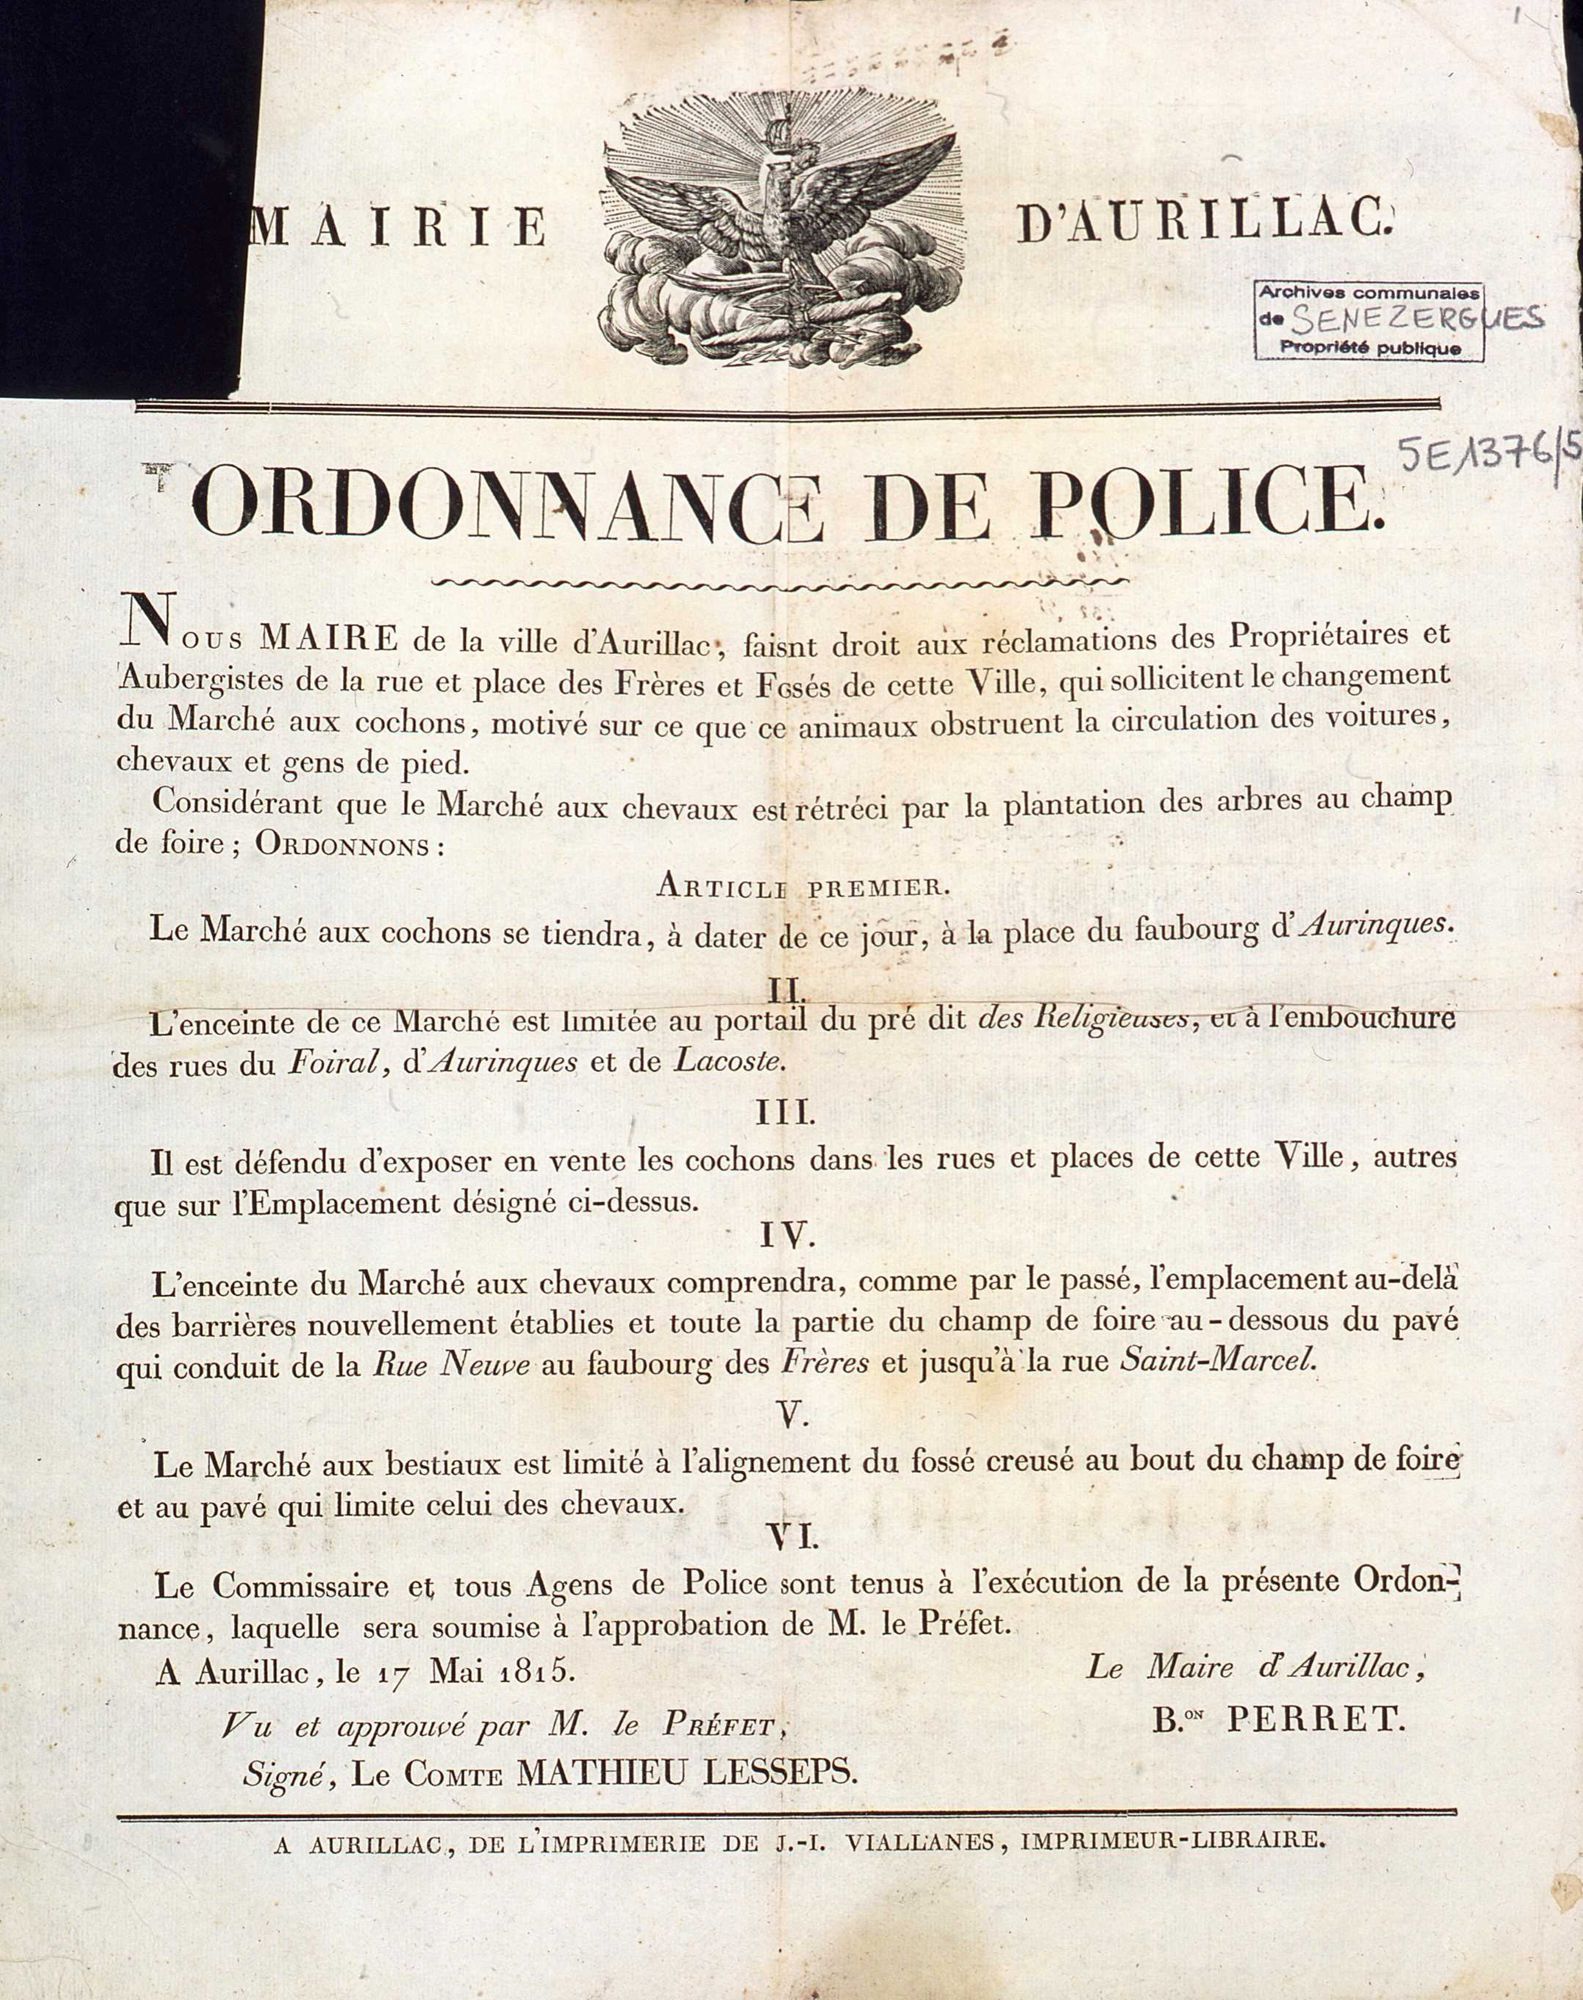 MAIRIE D'AURILLAC.
Archives communales
de SENEZERGUES
Propriété publique
5E1376/5
ORDONNANCE DE POLICE.
Nous MAIRE de la ville d'Aurillac, faisnt droit aux réclamations des Propriétaires et
Aubergistes de la rue et place des Frères et Fosés de cette Ville, qui sollicitent le changement
du Marché aux cochons, motivé sur ce que ce animaux obstruent la circulation des voitures,
chevaux et gens de pied.
Considérant que le Marché aux chevaux est rétréci par la plantation des arbres au champ
de foire; ORDONNONS:
ARTICLE PREMIER.
Le Marché aux cochons se tiendra, à dater de ce jour, à la place du faubourg d'Aurinques.
II.
L'enceinte de ce Marché est limitée au portail du pré dit des Religieuses, et à l'embouchure
des rues du Foiral, d'Aurinques et de Lacoste.
III.
Il est défendu d'exposer en vente les cochons dans les rues et places de cette Ville, autres
que sur l'Emplacement désigné ci-dessus.
IV.
L'enceinte du Marché aux chevaux comprendra, comme par le passé, l'emplacement au-delà
des barrières nouvellement établies et toute la partie du champ de foire au-dessous du pavé
qui conduit de la Rue Neuve au faubourg des Frères et jusqu'à la rue Saint-Marcel.
V.
Le Marché aux bestiaux est limité à l'alignement du fossé creusé au bout du champ de foire
et au pavé qui limite celui des chevaux.
VI.
Le Commissaire et tous Agens de Police sont tenus à l'exécution de la présente Ordon-
nance, laquelle sera soumise à l'approbation de M. le Préfet.
A Aurillac, le 17 Mai 1815.
Le Maire d'Aurillac,
B.ON PERRET.
Vu et approuvé par M. le PRÉFET,
Signé, LE COMTE MATHIEU LESSEPS.
A AURILLAC, DE L'IMPRIMERIE DE J.-I. VIALLANES, IMPRIMEUR-LIBRAIRE.